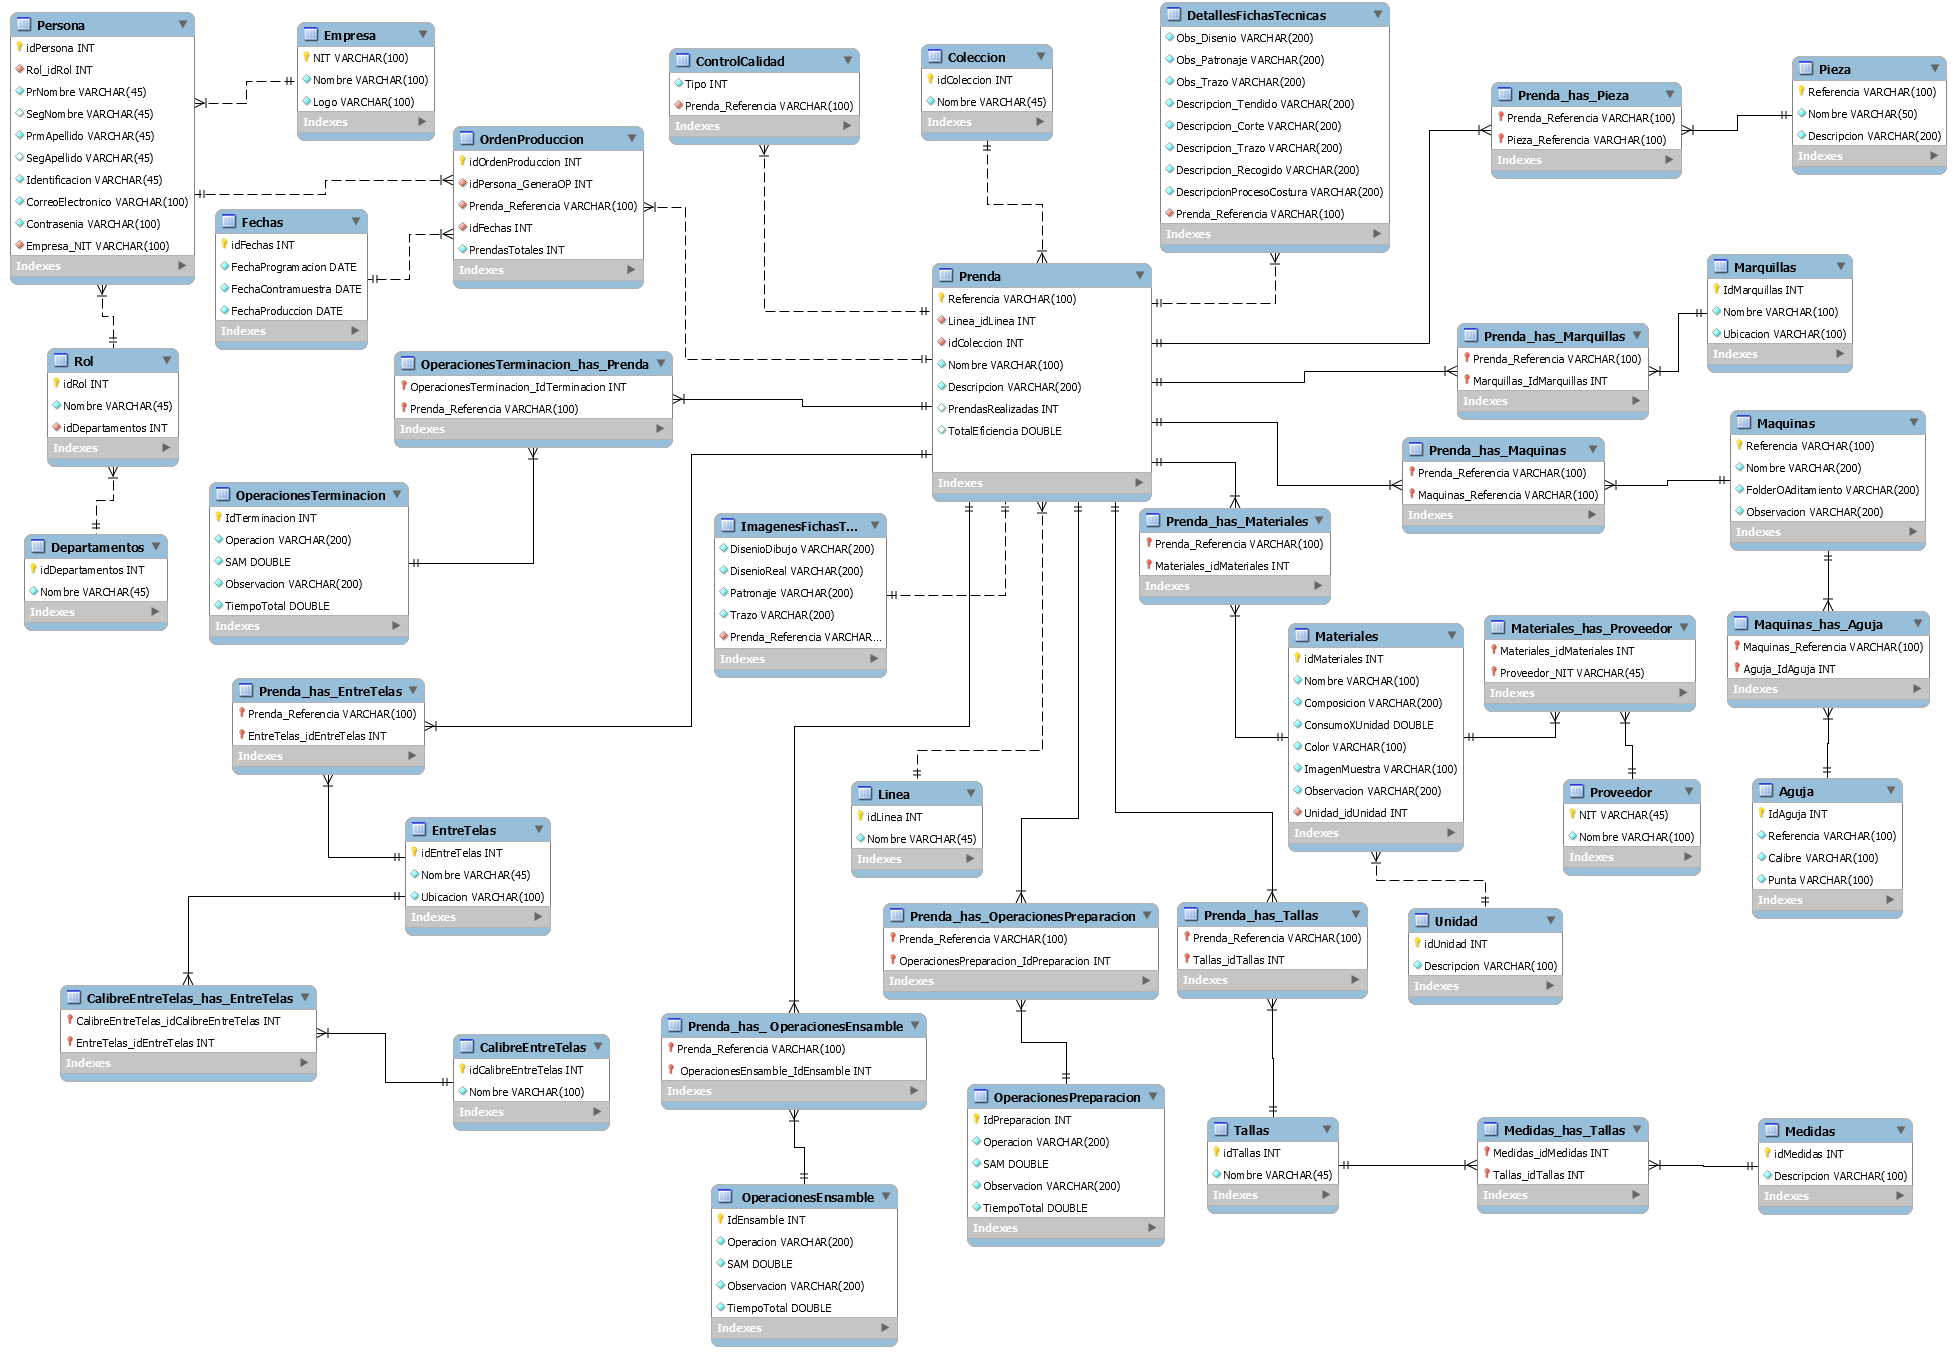 Persona
idPersona INT
Rol_idRol INT
PrNombre VARCHAR(45)
SegNombre VARCHAR(45)
PrmApellido VARCHAR(45)
SegApellido VARCHAR(45)
Identificacion VARCHAR(45)
CorreoElectronico VARCHAR(100)
Contrasenia VARCHAR(100)
Empresa_NIT VARCHAR(100)
Indexes
Empresa
NIT VARCHAR(100)
Nombre VARCHAR(100)
Logo VARCHAR(100)
Indexes
OrdenProduccion
idOrdenProduccion INT
idPersona_GeneraOP INT
Prenda_Referencia VARCHAR(100)
idFechas INT
PrendasTotales INT
Indexes
Fechas
idFechas INT
FechaProgramacion DATE
FechaContramuestra DATE
FechaProduccion DATE
Indexes
Rol
idRol INT
Nombre VARCHAR(45)
idDepartamentos INT
Indexes
Departamentos
idDepartamentos INT
Nombre VARCHAR(45)
Indexes
ControlCalidad
Tipo INT
Prenda_Referencia VARCHAR(100)
Indexes
Coleccion
idColeccion INT
Nombre VARCHAR(45)
Indexes
DetallesFichasTecnicas
Obs_Disenio VARCHAR(200)
Obs_Patronaje VARCHAR(200)
Obs_Trazo VARCHAR(200)
Descripcion_Tendido VARCHAR(200)
Descripcion_Corte VARCHAR(200)
Descripcion_Trazo VARCHAR(200)
Descripcion_Recogido VARCHAR(200)
DescripcionProcesoCostura VARCHAR(200)
Prenda_Referencia VARCHAR(100)
Indexes
Prenda_has_Pieza
Prenda_Referencia VARCHAR(100)
Pieza_Referencia VARCHAR(100)
Indexes
Pieza
Referencia VARCHAR(100)
Nombre VARCHAR(50)
Descripcion VARCHAR(200)
Indexes
Prenda
Referencia VARCHAR(100)
Linea_idLinea INT
idColeccion INT
Nombre VARCHAR(100)
Descripcion VARCHAR(200)
PrendasRealizadas INT
TotalEficiencia DOUBLE
Indexes
Marquillas
IdMarquillas INT
Nombre VARCHAR(100)
Ubicacion VARCHAR(100)
Indexes
Prenda_has_Marquillas
Prenda_Referencia VARCHAR(100)
Marquillas_IdMarquillas INT
Indexes
OperacionesTerminacion_has_Prenda
OperacionesTerminacion_IdTerminacion INT
Prenda_Referencia VARCHAR(100)
Indexes
OperacionesTerminacion
IdTerminacion INT
Operacion VARCHAR(200)
SAM DOUBLE
Observacion VARCHAR(200)
TiempoTotal DOUBLE
Indexes
Prenda_has_Maquinas
Prenda_Referencia VARCHAR(100)
Maquinas_Referencia VARCHAR(100)
Indexes
Maquinas
Referencia VARCHAR(100)
Nombre VARCHAR(200)
FolderOAditamiento VARCHAR(200)
Observacion VARCHAR(200)
Indexes
ImagenesFichasT...
DisenioDibujo VARCHAR(200)
DisenioReal VARCHAR(200)
Patronaje VARCHAR(200)
Trazo VARCHAR(200)
Prenda_Referencia VARCHAR...
Indexes
Prenda_has_Materiales
Prenda_Referencia VARCHAR(100)
Materiales_idMateriales INT
Indexes
Materiales
idMateriales INT
Nombre VARCHAR(100)
Composicion VARCHAR(200)
ConsumoXUnidad DOUBLE
Color VARCHAR(100)
ImagenMuestra VARCHAR(100)
Observacion VARCHAR(200)
Unidad_idUnidad INT
Indexes
Materiales_has_Proveedor
Materiales_idMateriales INT
Proveedor_NIT VARCHAR(45)
Indexes
Maquinas_has_Aguja
Maquinas_Referencia VARCHAR(100)
Aguja_IdAguja INT
Indexes
Prenda_has_EntreTelas
Prenda_Referencia VARCHAR(100)
EntreTelas_idEntreTelas INT
Indexes
Linea
idLinea INT
Nombre VARCHAR(45)
Indexes
Proveedor
NIT VARCHAR(45)
Nombre VARCHAR(100)
Indexes
Aguja
IdAguja INT
Referencia VARCHAR(100)
Calibre VARCHAR(100)
Punta VARCHAR(100)
Indexes
EntreTelas
idEntreTelas INT
Nombre VARCHAR(45)
Ubicacion VARCHAR(100)
Indexes
Prenda_has_OperacionesPreparacion
Prenda_Referencia VARCHAR(100)
OperacionesPreparacion_IdPreparacion INT
Indexes
Prenda_has_Tallas
Prenda_Referencia VARCHAR(100)
Tallas_idTallas INT
Indexes
Unidad
idUnidad INT
Descripcion VARCHAR(100)
Indexes
CalibreEntreTelas_has_EntreTelas
CalibreEntreTelas_idCalibreEntreTelas INT
EntreTelas_idEntreTelas INT
Indexes
CalibreEntreTelas
idCalibreEntreTelas INT
Nombre VARCHAR(100)
Indexes
Prenda_has_ OperacionesEnsamble
Prenda_Referencia VARCHAR(100)
OperacionesEnsamble_IdEnsamble INT
Indexes
OperacionesPreparacion
IdPreparacion INT
Operacion VARCHAR(200)
SAM DOUBLE
Observacion VARCHAR(200)
TiempoTotal DOUBLE
Indexes
Tallas
idTallas INT
Nombre VARCHAR(45)
Indexes
Medidas_has_Tallas
Medidas_idMedidas INT
Tallas_idTallas INT
Indexes
Medidas
idMedidas INT
Descripcion VARCHAR(100)
Indexes
OperacionesEnsamble
IdEnsamble INT
Operacion VARCHAR(200)
SAM DOUBLE
Observacion VARCHAR(200)
TiempoTotal DOUBLE
Indexes